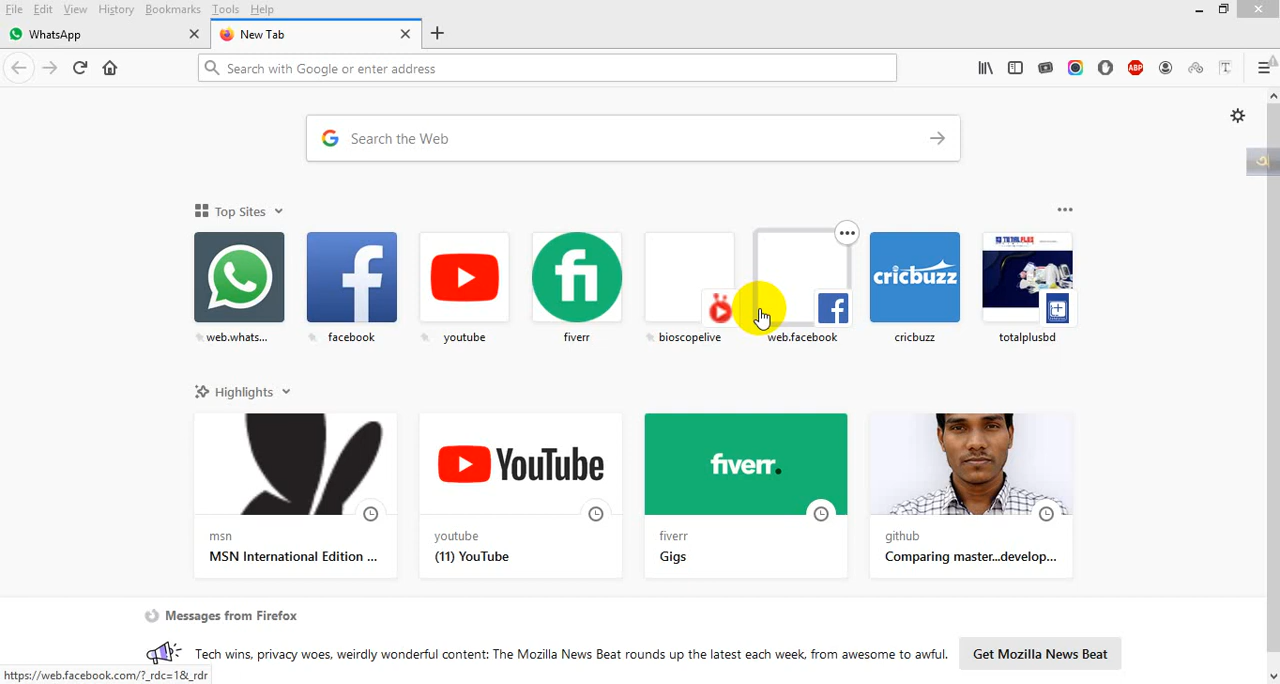 File Edit View History Bookmarks Tools Help
WhatsApp
New Tab
Search with Google or enter address
ABP
Search the Web
Top Sites
fi
cricbuzz
web.whats...
facebook
youtube
fiverr
bioscopelive
web.facebook
cricbuzz
totalplusbd
Highlights
YouTube
fiverr.
msn
MSN International Edition ...
youtube
(11) YouTube
fiverr
Gigs
github
Comparing master...develop...
Messages from Firefox
Tech wins, privacy woes, weirdly wonderful content: The Mozilla News Beat rounds up the latest each week, from awesome to awful.
Get Mozilla News Beat
https://web.facebook.com/?_rdc=1&_rdr